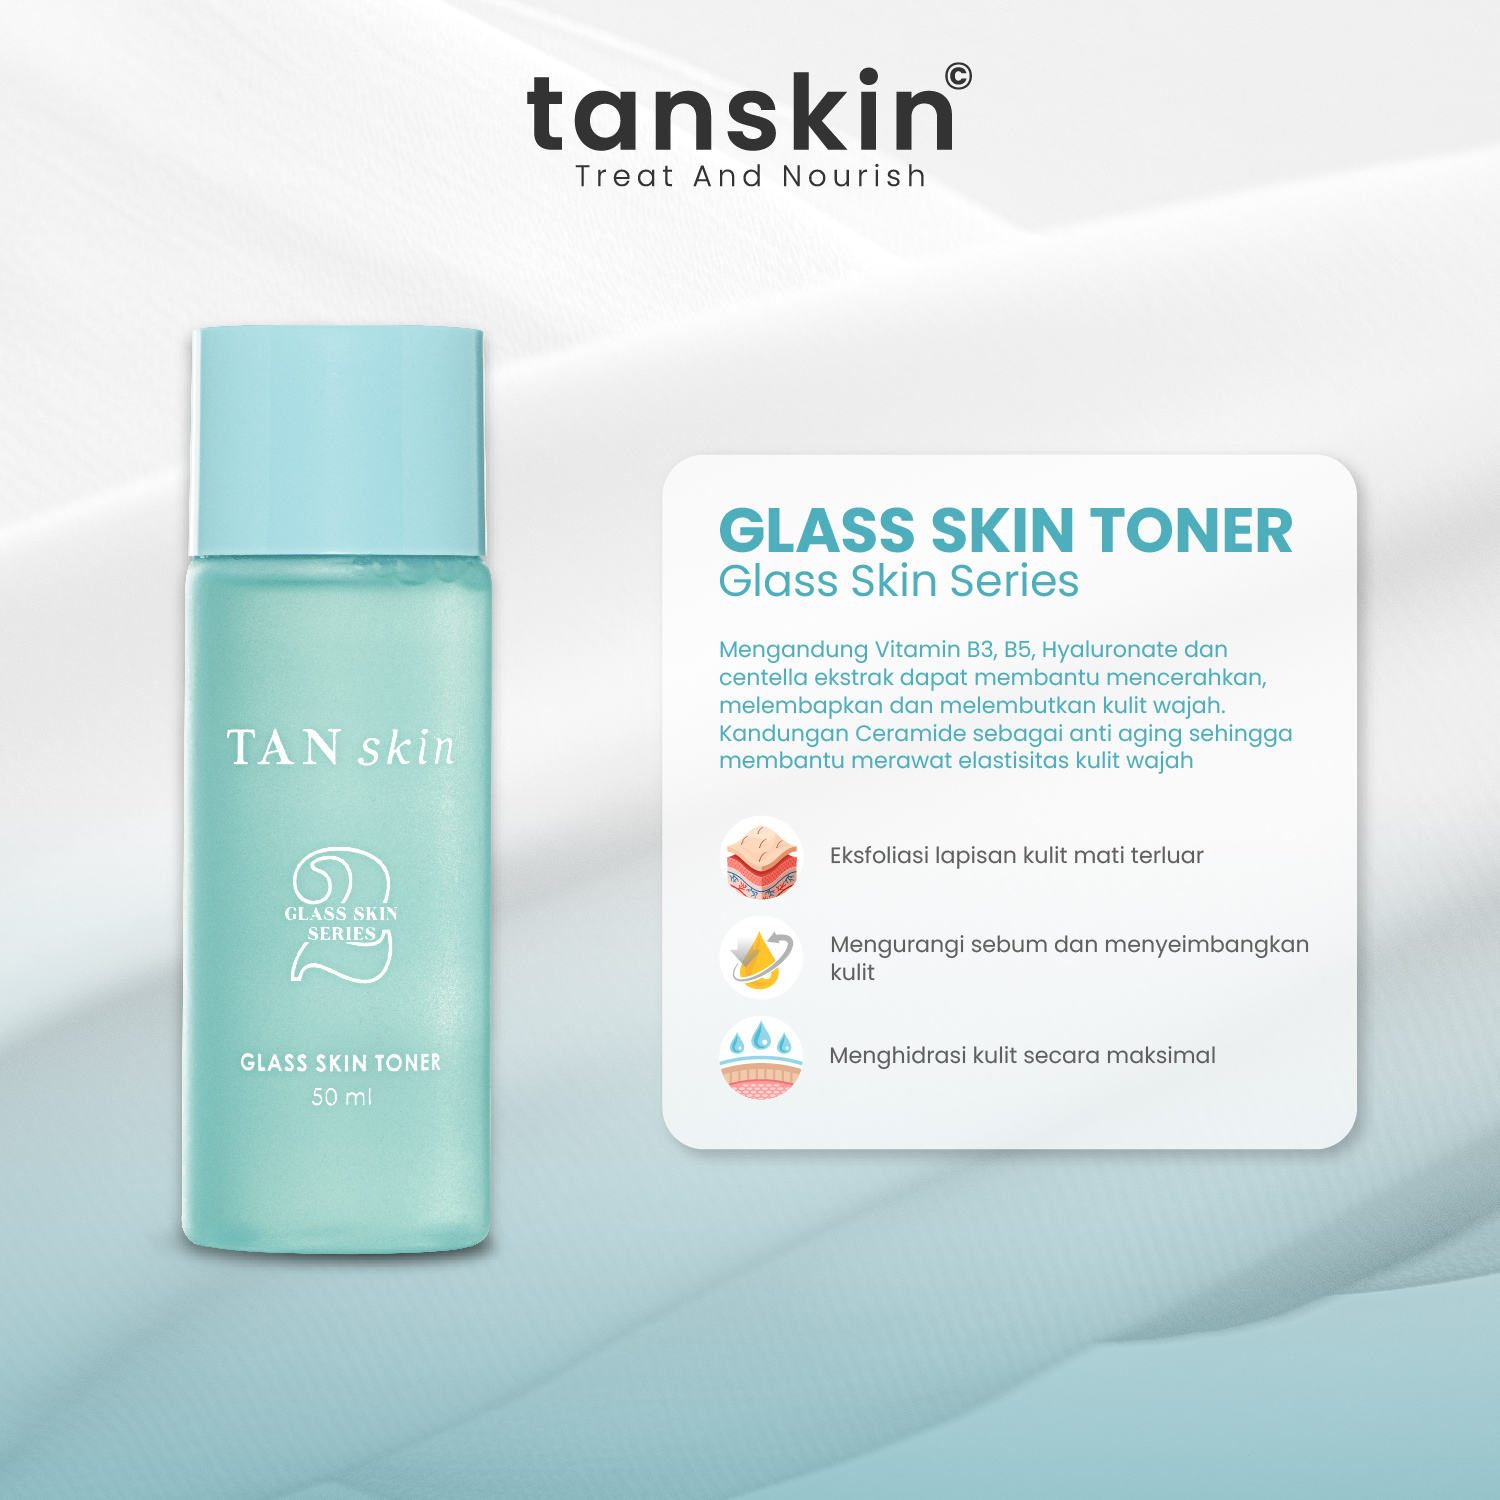 tanskin©
Treat And Nourish
TAN skin
2
GLASS SKIN
SERIES
GLASS SKIN TONER
50 ml
GLASS SKIN TONER
Glass Skin Series
Mengandung Vitamin B3, B5, Hyaluronate dan
centella ekstrak dapat membantu mencerahkan,
melembapkan dan melembutkan kulit wajah.
Kandungan Ceramide sebagai anti aging sehingga
membantu merawat elastisitas kulit wajah
Eksfoliasi lapisan kulit mati terluar
Mengurangi sebum dan menyeimbangkan
kulit
Menghidrasi kulit secara maksimal